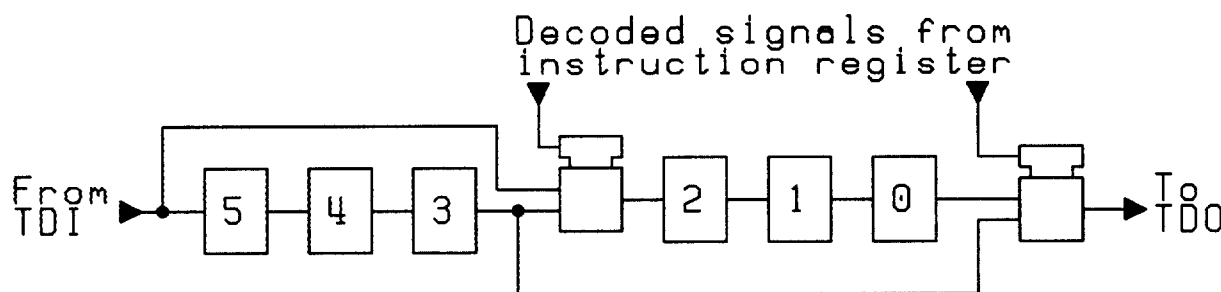 Decoded signals from
instruction register
From
TDI
5
4
3
2
1
0
To
TDO